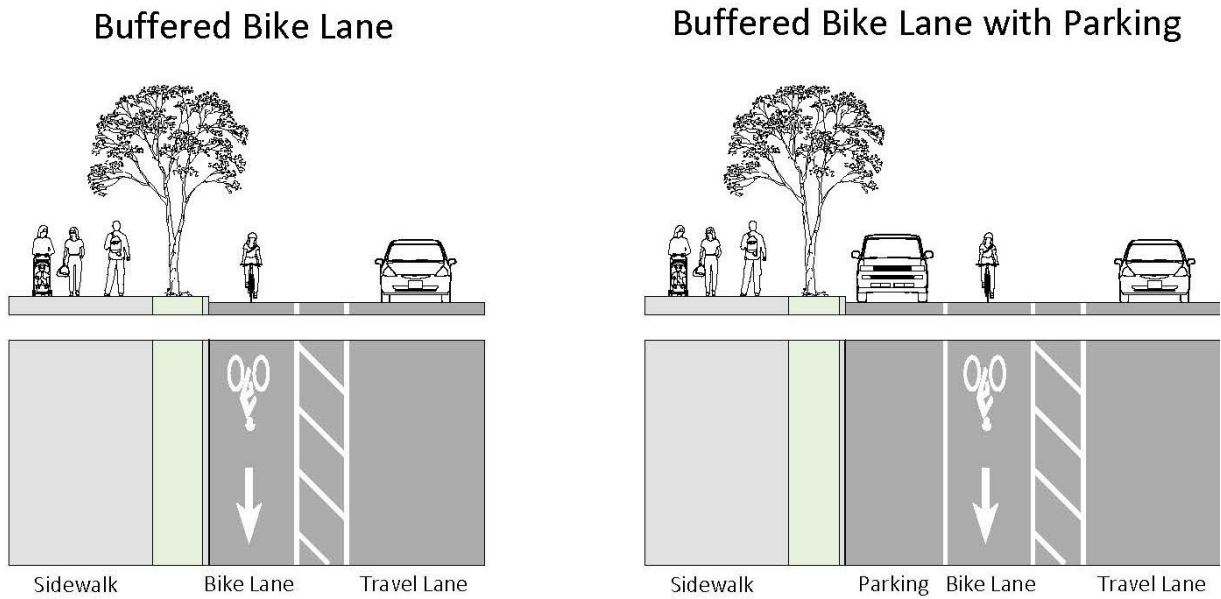 Buffered Bike Lane
Buffered Bike Lane with Parking
Sidewalk Bike Lane Travel Lane
Sidewalk Parking Bike Lane Travel Lane